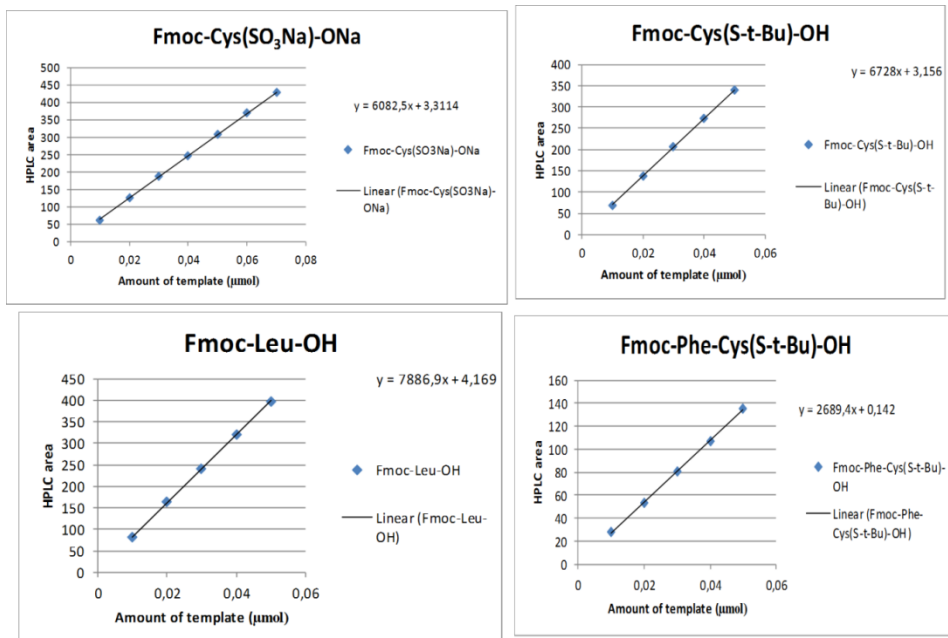 Fmoc-Cys(SO₃Na)-ONa
500
450
400
350
300
250
200
150
100
50
0
HPLC area
0
0,02
0,04
0,06
0,08
Amount of template (μmol)
y = 6082,5x + 3,3114
Fmoc-Cys(SO3Na)-ONa
Linear (Fmoc-Cys(SO3Na)-
ONa)
Fmoc-Cys(S-t-Bu)-OH
400
350
300
250
200
150
100
50
0
HPLC area
0
0,02
0,04
0,06
Amount of template (μmol)
y = 6728x + 3,156
Fmoc-Cys(S-t-Bu)-OH
Linear (Fmoc-Cys(S-t-
Bu)-OH)
Fmoc-Leu-OH
450
400
350
300
250
200
150
100
50
0
HPLC area
0
0,02
0,04
0,06
Amount of template (μmol)
y = 7886,9x + 4,169
Fmoc-Leu-OH
Linear (Fmoc-Leu-
OH)
Fmoc-Phe-Cys(S-t-Bu)-OH
160
140
120
100
80
60
40
20
0
HPLC area
0
0,02
0,04
0,06
Amount of template (μmol)
y = 2689,4x + 0,142
Fmoc-Phe-Cys(S-t-Bu)-
OH
Linear (Fmoc-Phe-
Cys(S-t-Bu)-OH)